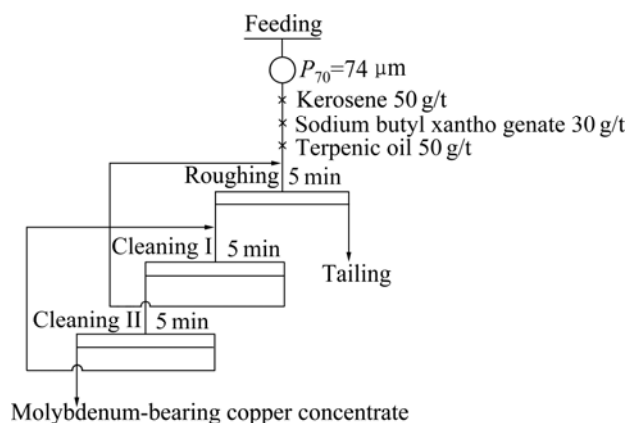 Feeding
P70=74 μm
Kerosene 50 g/t
Sodium butyl xantho genate 30 g/t
Terpenic oil 50 g/t
Roughing 5 min
Cleaning I 5 min
Tailing
Cleaning II 5 min
Molybdenum-bearing copper concentrate